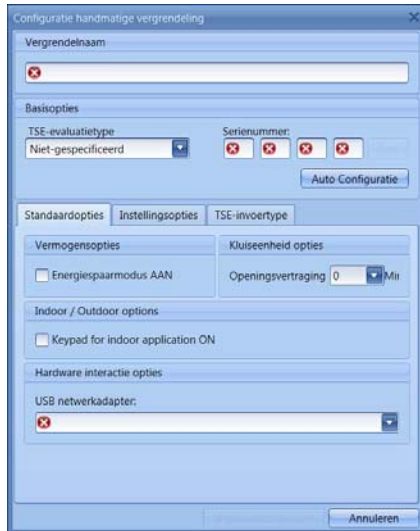 Configuratie handmatige vergrendeling
Vergrendelnaam
Basisopties
TSE-evaluatietype
Serienummer:
Niet-gespecificeerd
Auto Configuratie
Standaardopties Instellingsopties TSE-invoertype
Vermogensopties
Kluiseenheid opties
Energiespaarmodus AAN
Openingsvertraging 0 Min
Indoor / Outdoor options
Keypad for indoor application ON
Hardware interactie opties
USB netwerkadapter:
Annuleren